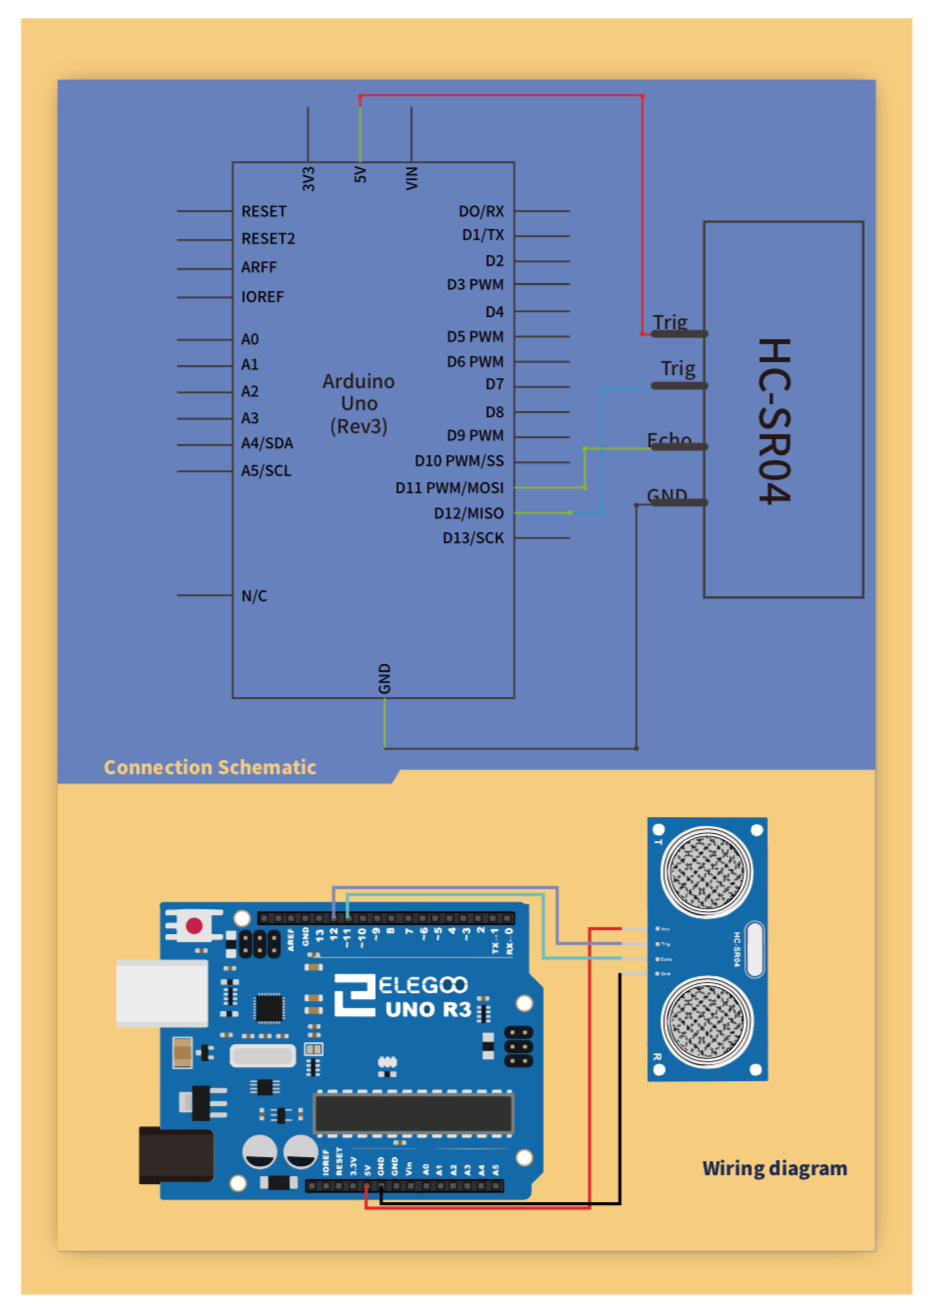 3V3
5V
VIN
RESET
RESET2
ARFF
IOREF
A0
A1
A2
A3
A4/SDA
A5/SCL
N/C
Arduino
Uno
(Rev3)
DO/RX
D1/TX
D2
D3 PWM
D4
D5 PWM
D6 PWM
D7
D8
D9 PWM
D10 PWM/SS
D11 PWM/MOSI
D12/MISO
D13/SCK
GND
Trig
Trig
Echo
GND
HC-SR04
Connection Schematic
AREF
GND
13
12
~11
~10
~9
8
7
~6
~5
4
~3
2
TX→1
RX←0
ELEGOO
UNO R3
IOREF
RESET
3.3V
5V
GND
GND
Vin
A0
A1
A2
A3
A4
A5
T
Vcc
Trig
Echo
Gnd
HC-SR04
R
Wiring diagram